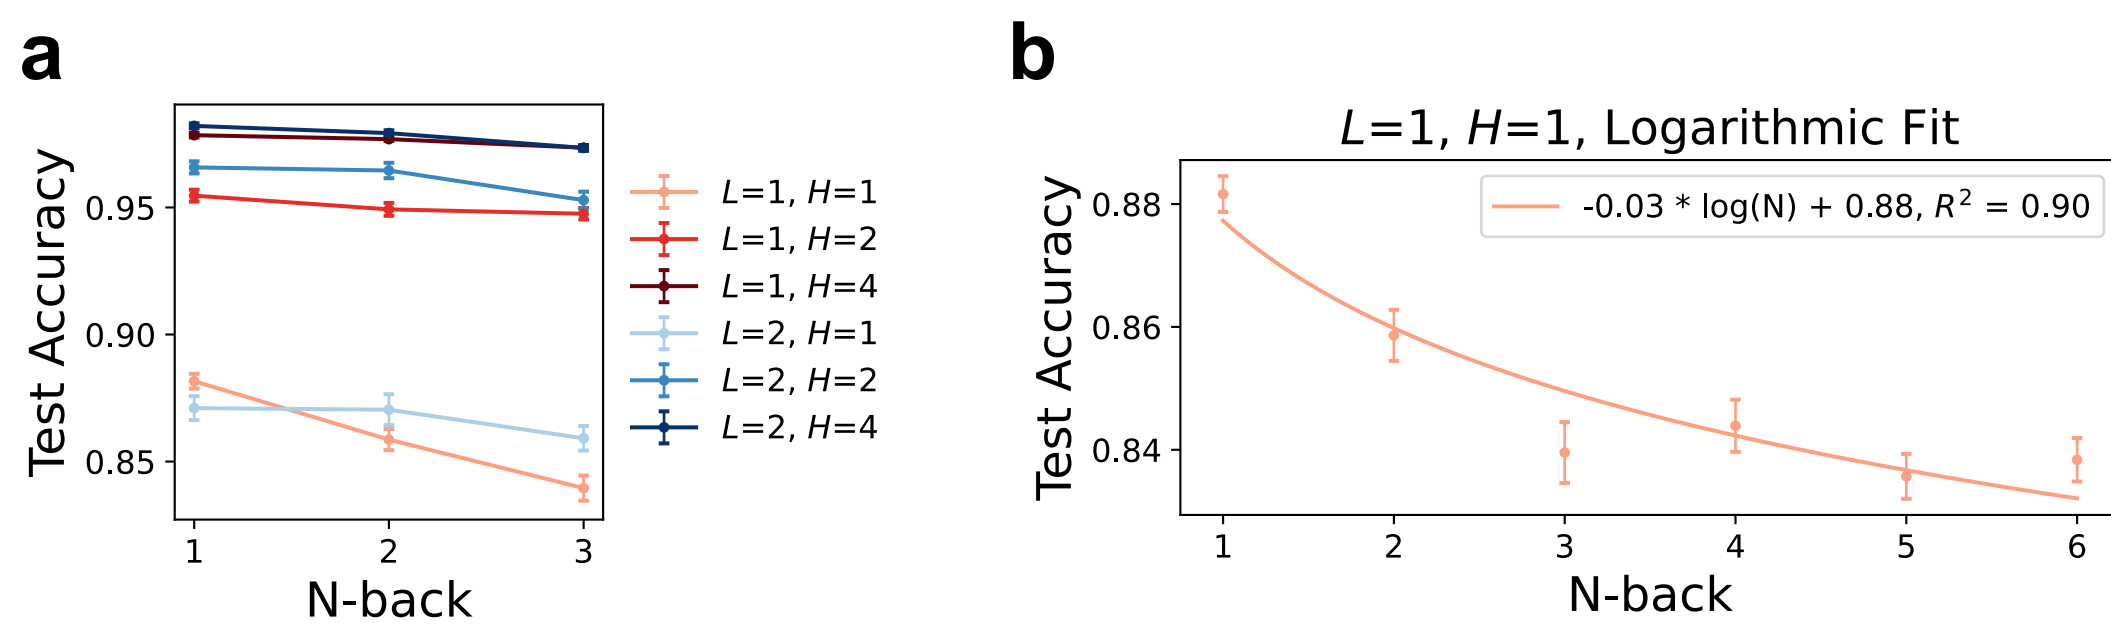 a
Test Accuracy
0.95
0.90
0.85
1 2 3
N-back
L=1, H=1
L=1, H=2
L=1, H=4
L=2, H=1
L=2, H=2
L=2, H=4
b
L=1, H=1, Logarithmic Fit
Test Accuracy
0.88
0.86
0.84
-0.03 * log(N) + 0.88, R² = 0.90
1 2 3 4 5 6
N-back